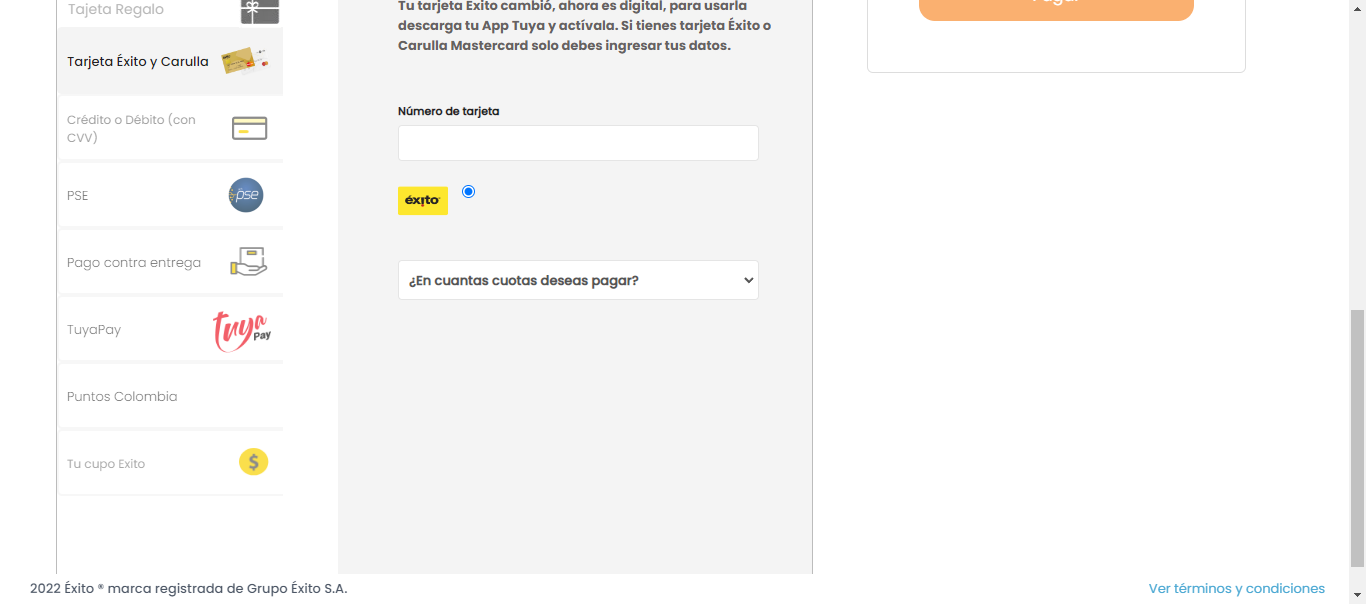 Tajeta Regalo
Tarjeta Éxito y Carulla
Crédito o Débito (con
CVV)
PSE
pse
Pago contra entrega
TuyaPay
tuya
Pay
Puntos Colombia
Tu cupo Exito
$
Tu tarjeta Éxito cambió, ahora es digital, para usarla
descarga tu App Tuya y actívala. Si tienes tarjeta Éxito o
Carulla Mastercard solo debes ingresar tus datos.
Número de tarjeta
éxito
¿En cuantas cuotas deseas pagar?
Pagar
2022 Éxito ® marca registrada de Grupo Éxito S.A.
Ver términos y condiciones